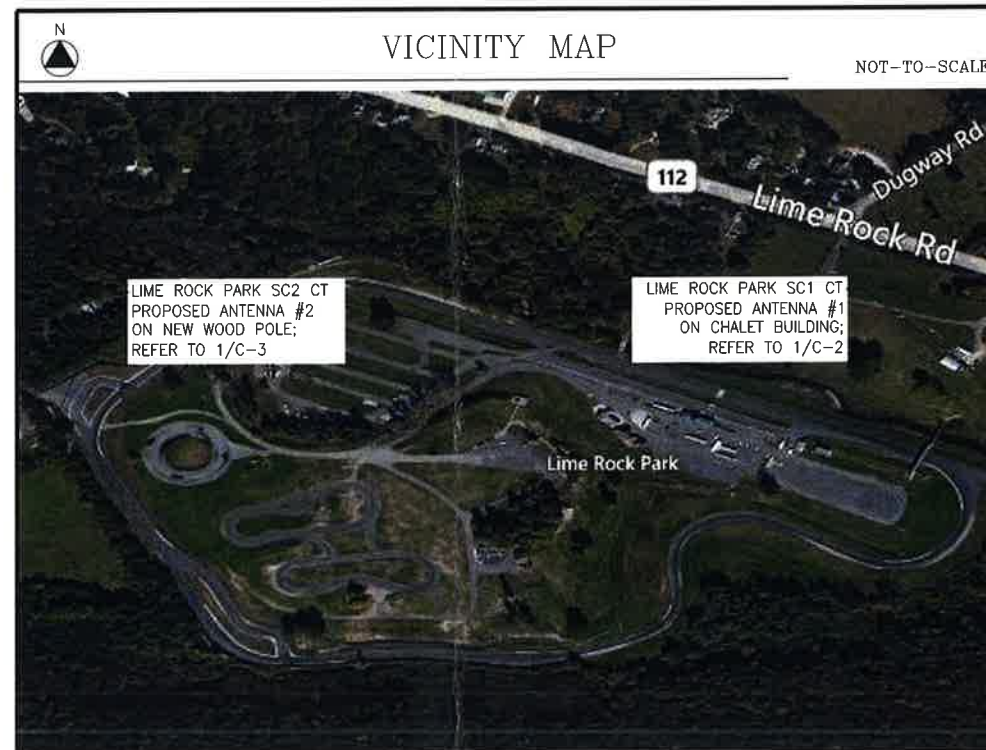 N
VICINITY MAP
NOT-TO-SCALE
112
Lime Rock Rd
Dugway Rd
LIME ROCK PARK SC2 CT
PROPOSED ANTENNA #2
ON NEW WOOD POLE;
REFER TO 1/C-3
LIME ROCK PARK SC1 CT
PROPOSED ANTENNA #1
ON CHALET BUILDING;
REFER TO 1/C-2
Lime Rock Park